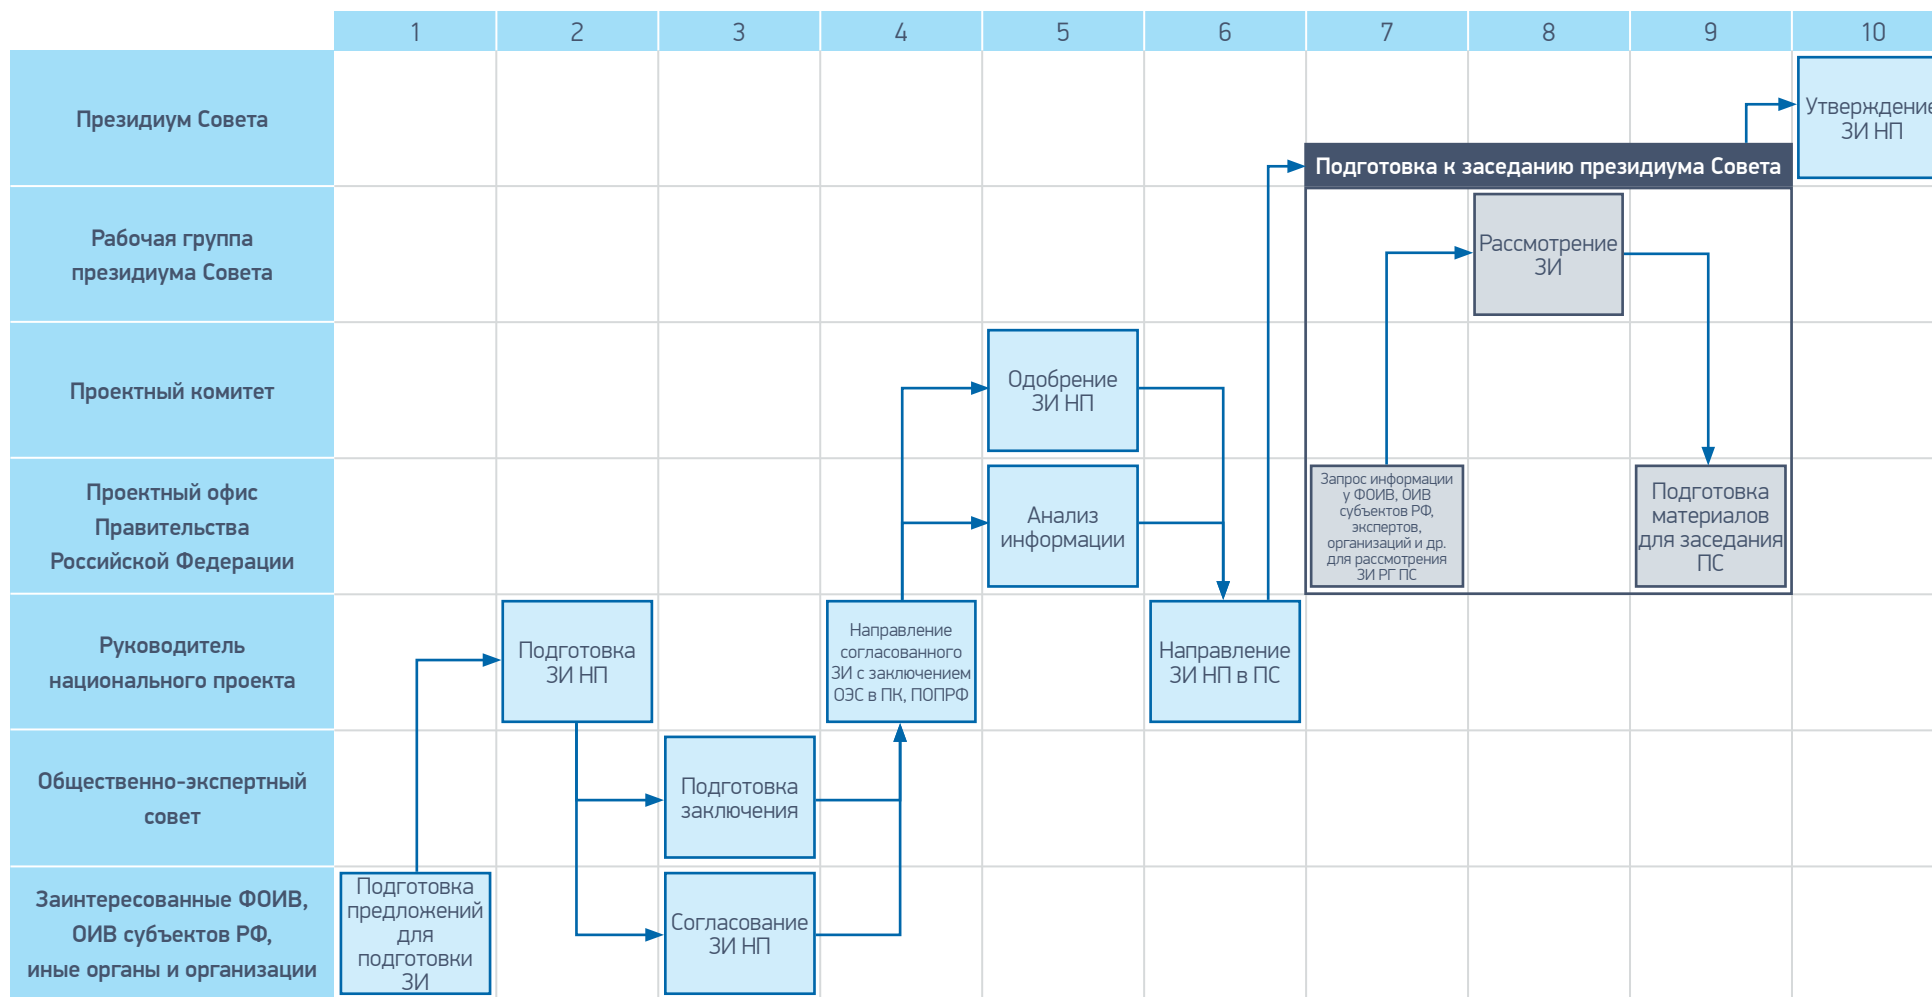 1 2 3 4 5 6 7 8 9 10
Президиум Совета
Утверждение
ЗИ НП
Подготовка к заседанию президиума Совета
Рабочая группа
президиума Совета
Рассмотрение
ЗИ
Проектный комитет
Одобрение
ЗИ НП
Проектный офис
Правительства
Российской Федерации
Анализ
информации
Запрос информации
у ФОИВ, ОИВ
субъектов РФ,
экспертов,
организаций и др.
для рассмотрения
ЗИ РГ ПС
Подготовка
материалов
для заседания
ПС
Руководитель
национального проекта
Подготовка
ЗИ НП
Направление
согласованного
ЗИ с заключением
ОЭС в ПК, ПОПРФ
Направление
ЗИ НП в ПС
Общественно-экспертный
совет
Подготовка
заключения
Заинтересованные ФОИВ,
ОИВ субъектов РФ,
иные органы и организации
Подготовка
предложений
для
подготовки
ЗИ
Согласование
ЗИ НП